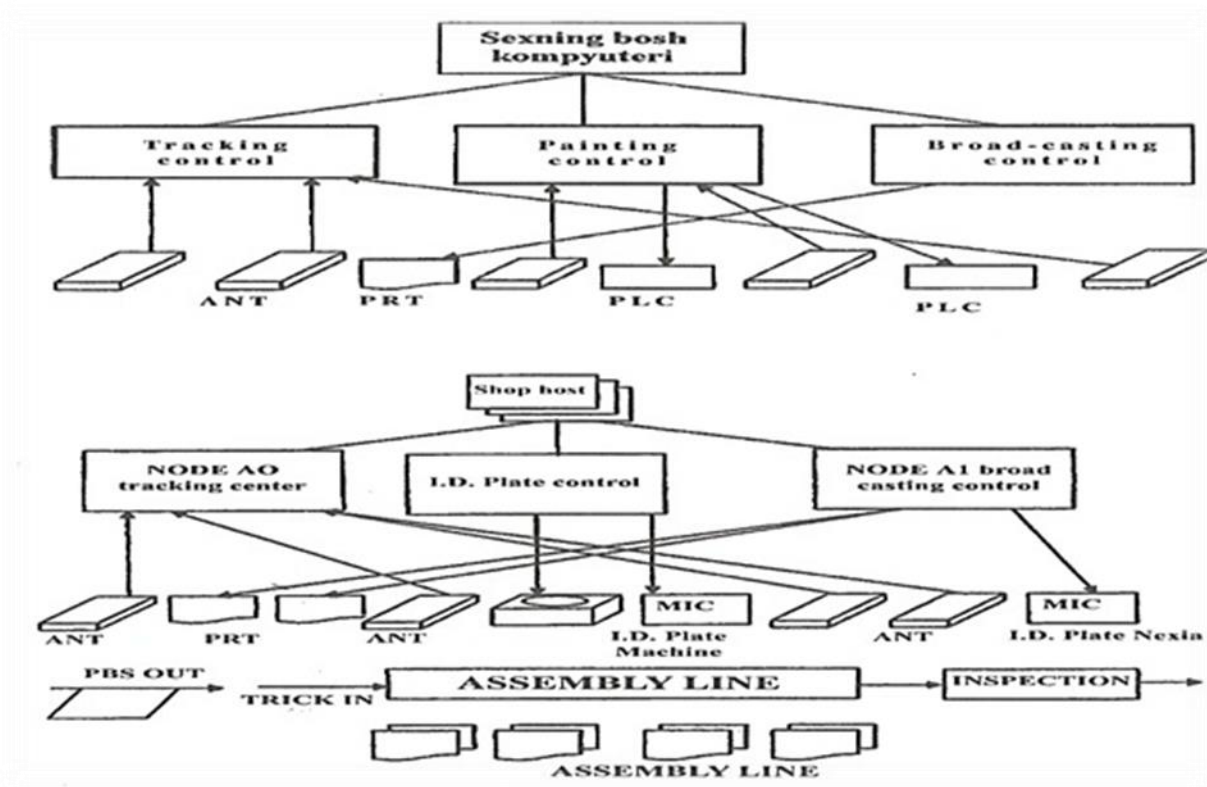 Sexning bosh
kompyuteri
Tracking
control
Painting
control
Broad-casting
control
ANT
PRT
PLC
PLC
Shop host
NODE AO
tracking center
I.D. Plate control
NODE A1 broad
casting control
MIC
MIC
ANT
PRT
ANT
I.D. Plate
Machine
ANT
I.D. Plate Nexia
PBS OUT
TRICK IN
ASSEMBLY LINE
INSPECTION
ASSEMBLY LINE